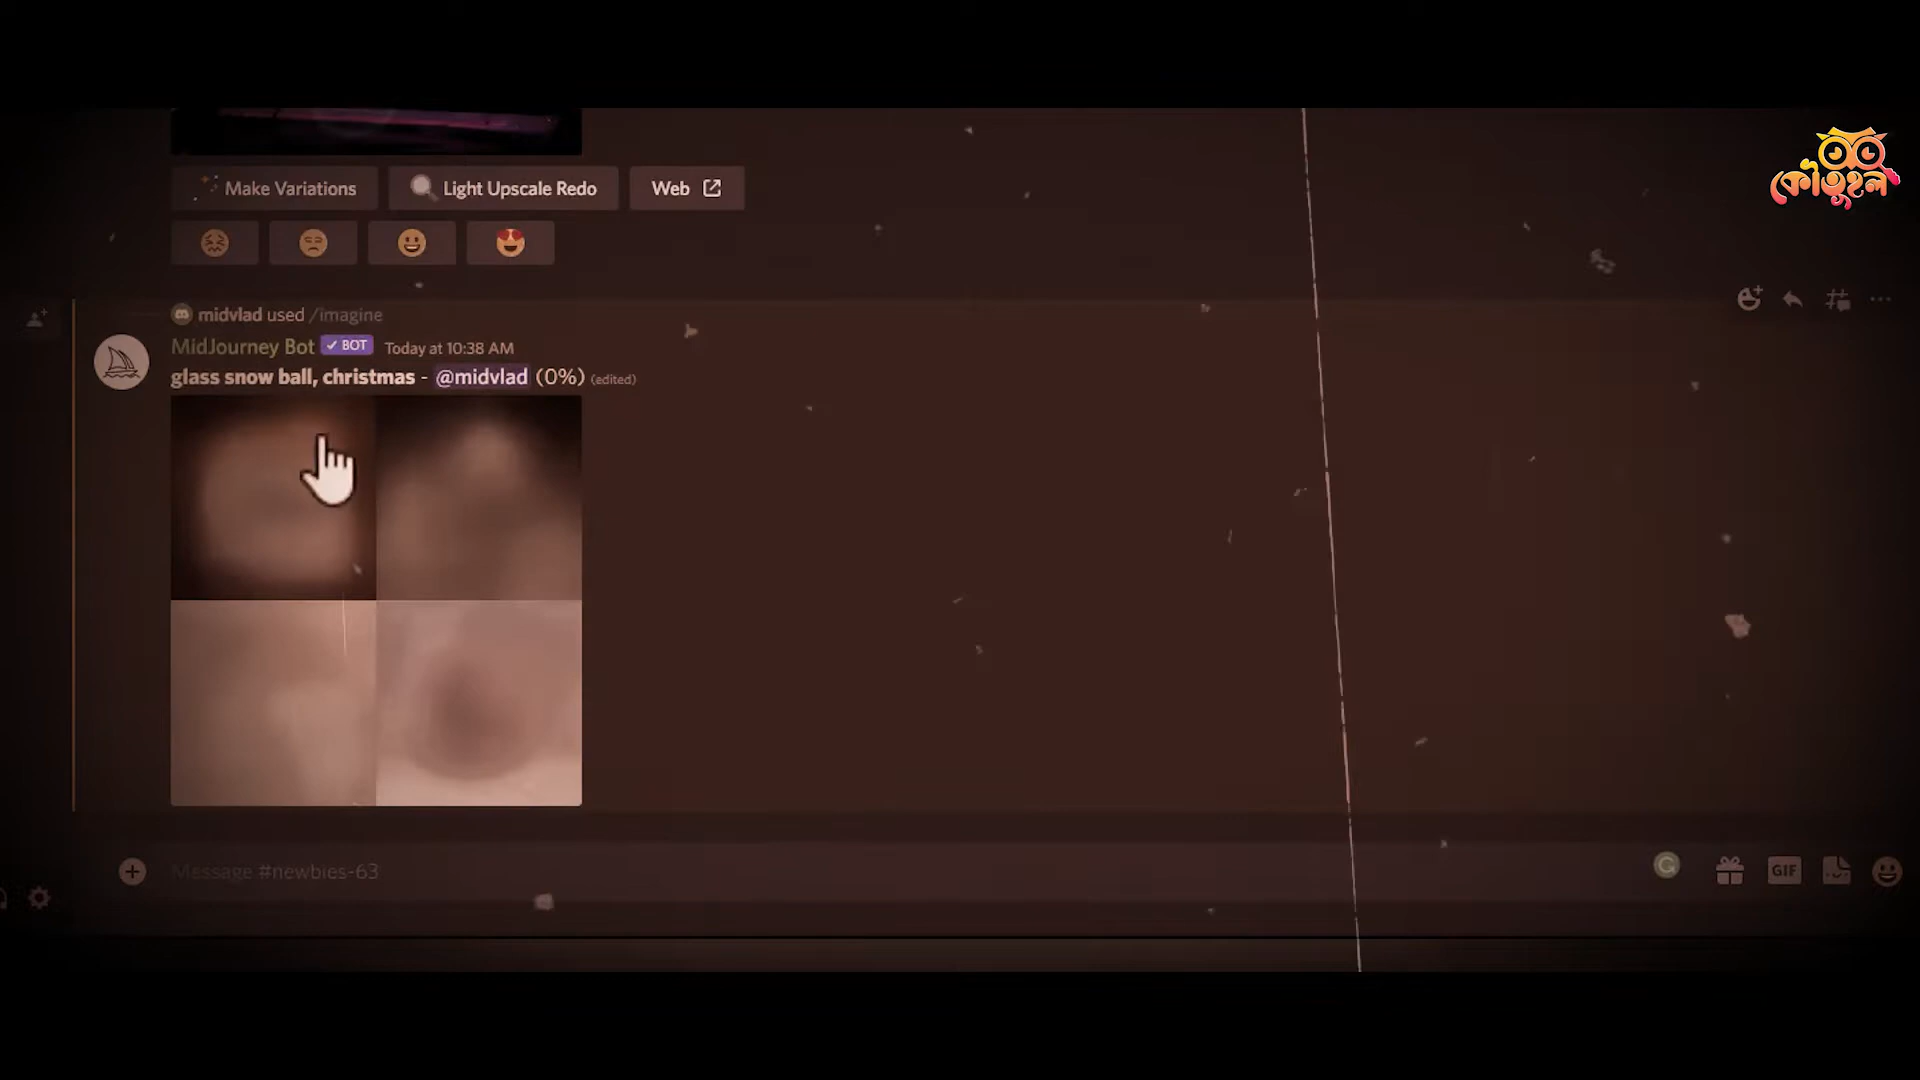 কৌতূহল
Make Variations
Light Upscale Redo
Web
midvlad used /imagine
MidJourney Bot ✓ BOT Today at 10:38 AM
glass snow ball, christmas - @midvlad (0%) (edited)
Message #newbies-63
GIF